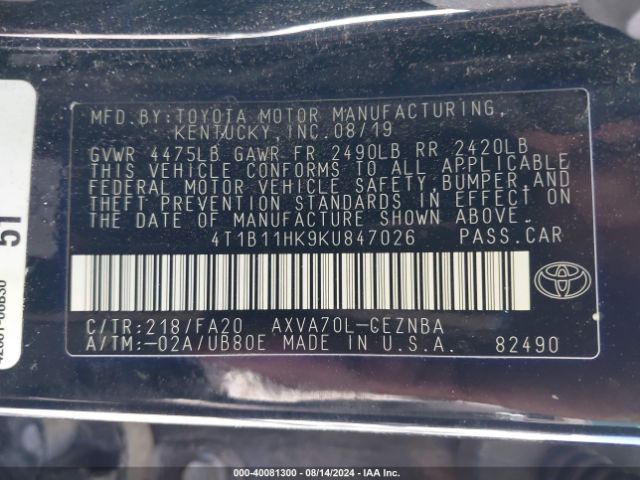 MFD.BY:TOYOTA MOTOR MANUFACTURING,
KENTUCKY,INC.08/19
GVWR 4475LB GAWR FR 2490LB RR 2420LB
THIS VEHICLE CONFORMS TO ALL APPLICABLE
FEDERAL MOTOR VEHICLE SAFETY,BUMPER,AND
THEFT PREVENTION STANDARDS IN EFFECT ON
THE DATE OF MANUFACTURE SHOWN ABOVE.
4T1B11HK9KU847026 PASS.CAR
C/TR:218/FA20 AXVA70L-CEZNBA
A/TM:-02A/UB80E MADE IN U.S.A. 82490
TOYOTA
51
000-40081300 - 08/14/2024 - IAA Inc.